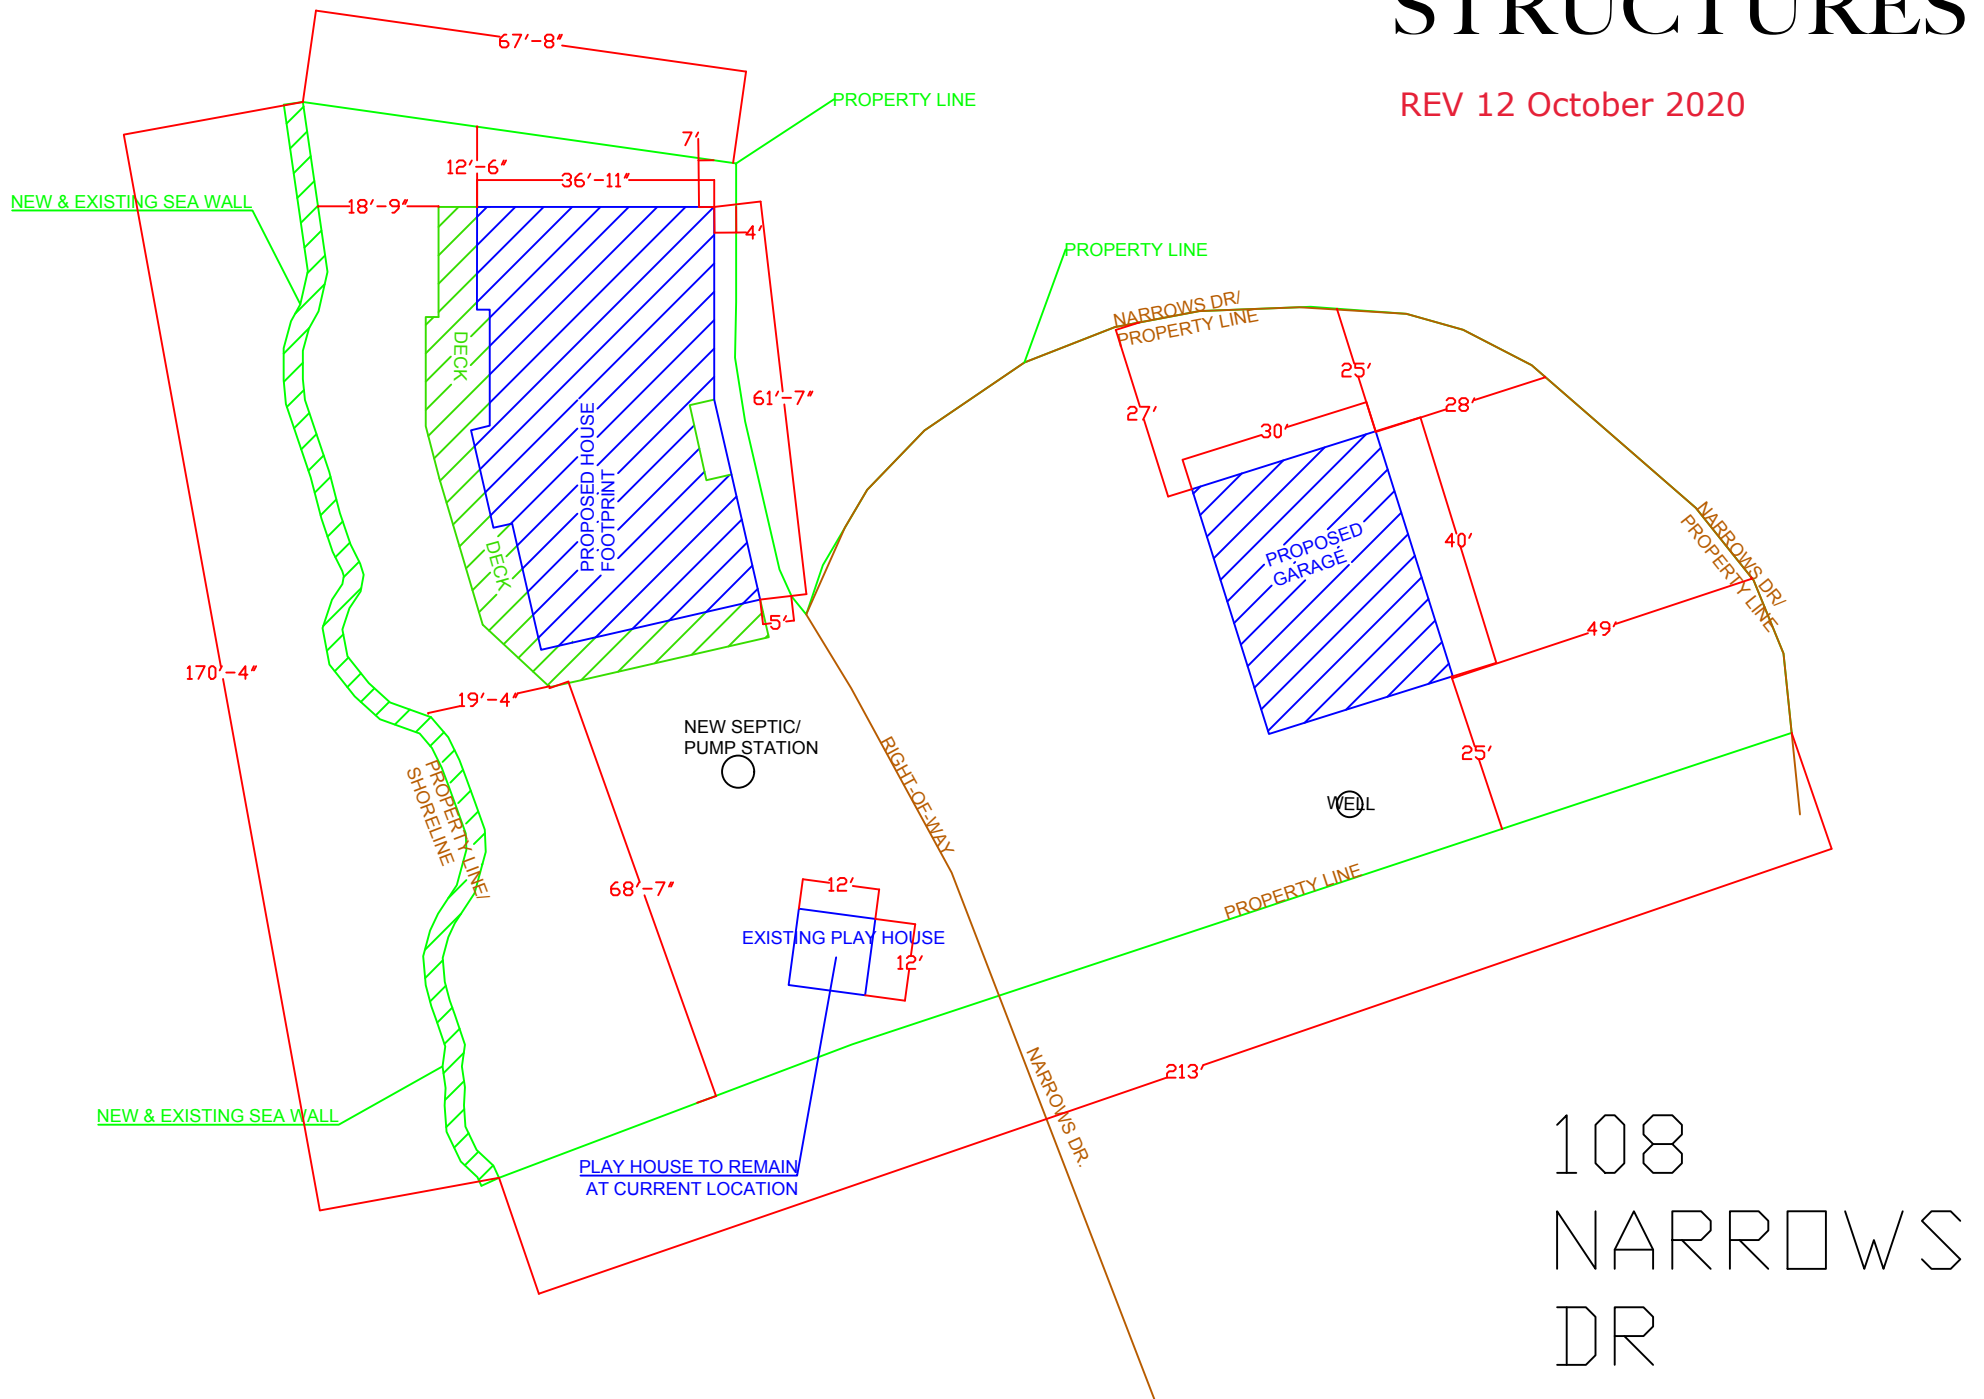 STRUCTURES
REV 12 October 2020
67'-8"
PROPERTY LINE
7'
12'-6"
36'-11"
NEW & EXISTING SEA WALL
18'-9"
4'
PROPERTY LINE
NARROWS DR/
PROPERTY LINE
DECK
25'
61'-7"
28'
27'
30'
PROPOSED HOUSE
FOOTPRINT
NARROWS DR/
PROPERTY LINE
PROPOSED
GARAGE
40'
DECK
5'
49'
170'-4"
19'-4"
NEW SEPTIC/
PUMP STATION
RIGHT-OF-WAY
25'
PROPERTY LINE/
SHORELINE
WELL
68'-7"
12'
PROPERTY LINE
EXISTING PLAY HOUSE
12'
213'
NARROWS DR.
NEW & EXISTING SEA WALL
PLAY HOUSE TO REMAIN
AT CURRENT LOCATION
108
NARROWS
DR